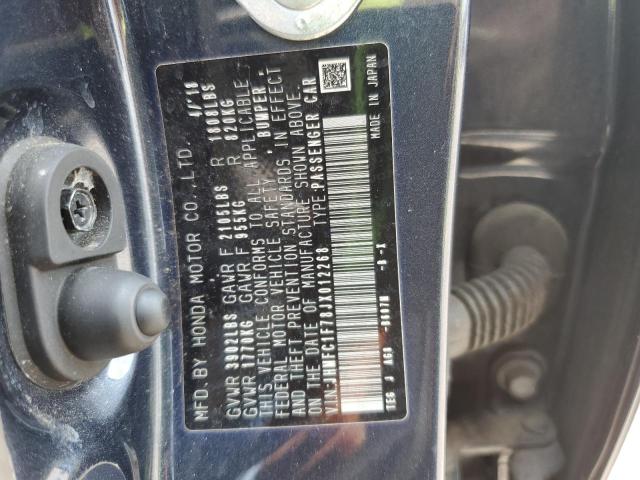 MFD. BY HONDA MOTOR CO., LTD. 4/18
GVWR 3902LBS GAWR F 2105LBS R 1808LBS
GVWR 1770KG GAWR F 955KG R 820KG
THIS VEHICLE CONFORMS TO ALL APPLICABLE
FEDERAL MOTOR VEHICLE SAFETY, BUMPER,
AND THEFT PREVENTION STANDARDS IN EFFECT
ON THE DATE OF MANUFACTURE SHOWN ABOVE.
TYPE:PASSENGER CAR
MADE IN JAPAN